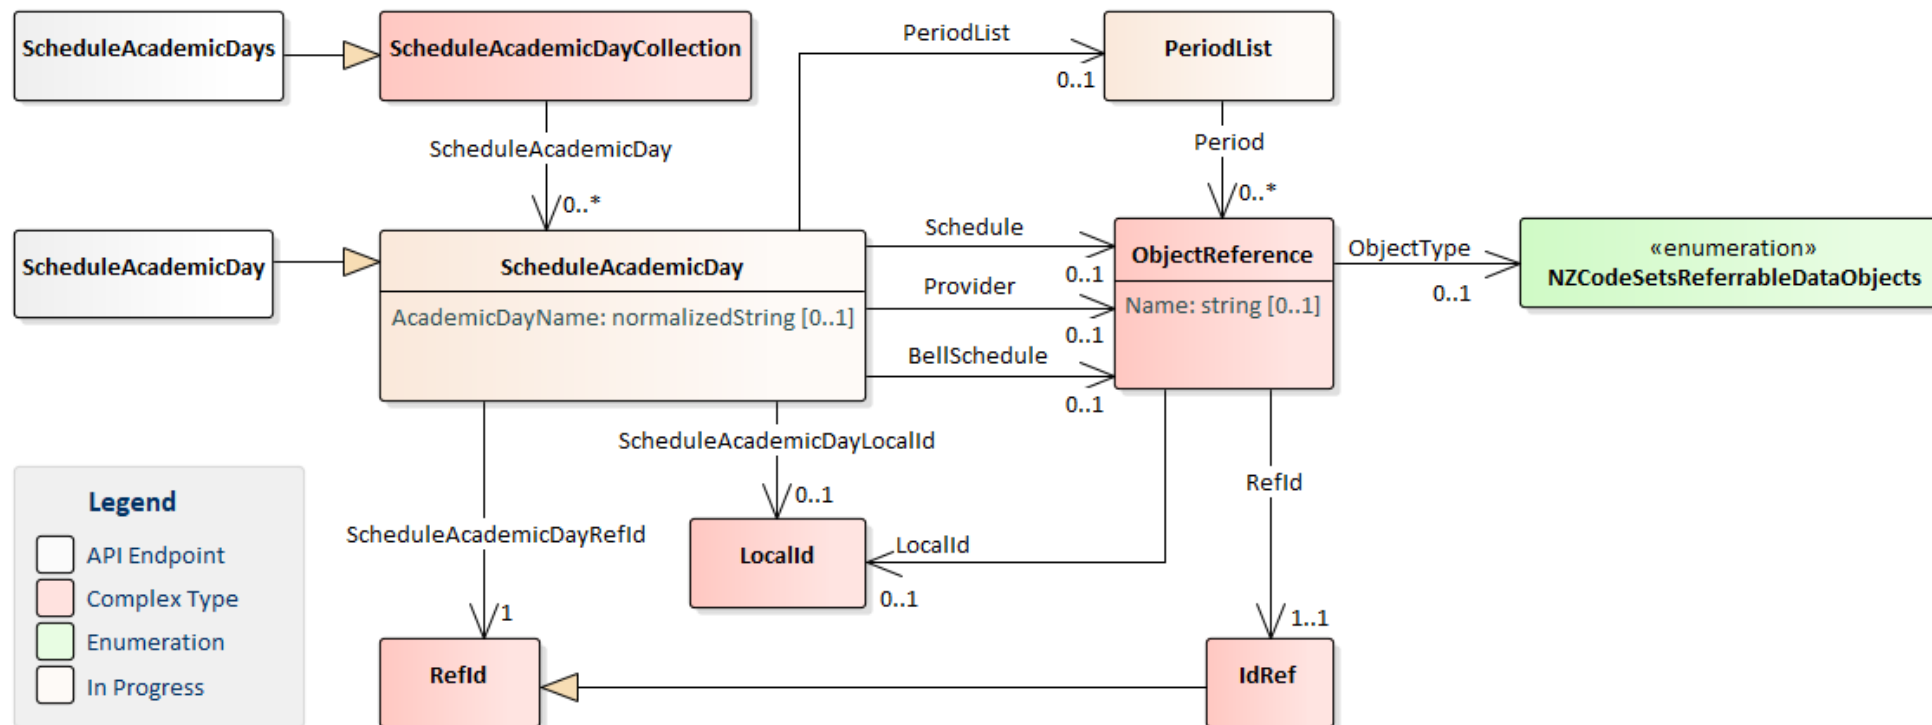 ScheduleAcademicDays
ScheduleAcademicDayCollection
PeriodList
0..1
PeriodList
ScheduleAcademicDay
0..*
Period
0..*
ScheduleAcademicDay
ScheduleAcademicDay
AcademicDayName: normalizedString [0..1]
Schedule
0..1
Provider
0..1
BellSchedule
0..1
ObjectReference
Name: string [0..1]
ObjectType
0..1
«enumeration»
NZCodeSetsReferrableDataObjects
ScheduleAcademicDayLocalId
0..1
RefId
1..1
ScheduleAcademicDayRefId
1
LocalId
LocalId
0..1
RefId
IdRef
Legend
API Endpoint
Complex Type
Enumeration
In Progress